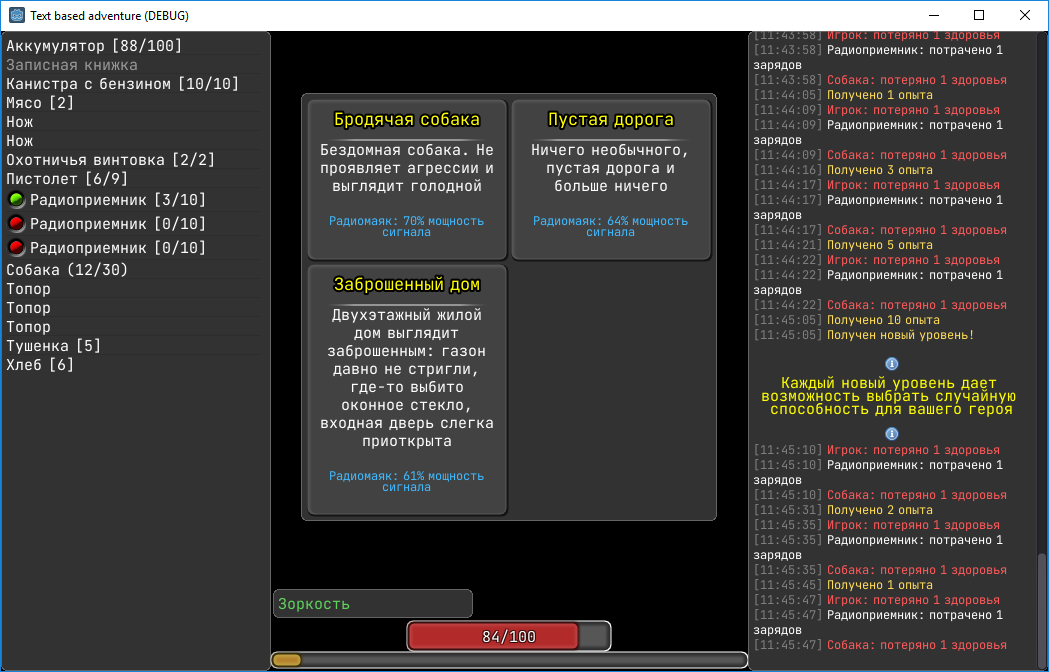 Text based adventure (DEBUG)
Аккумулятор [88/100]
Записная книжка
Канистра с бензином [10/10]
Мясо [2]
Нож
Нож
Охотничья винтовка [2/2]
Пистолет [6/9]
Радиоприемник [3/10]
Радиоприемник [0/10]
Радиоприемник [0/10]
Собака (12/30)
Топор
Топор
Топор
Тушенка [5]
Хлеб [6]
Бродячая собака
Бездомная собака. Не
проявляет агрессии и
выглядит голодной
Радиомаяк: 70% мощность
сигнала
Пустая дорога
Ничего необычного,
пустая дорога и
больше ничего
Радиомаяк: 64% мощность
сигнала
Заброшенный дом
Двухэтажный жилой
дом выглядит
заброшенным: газон
давно не стригли,
где-то выбито
оконное стекло,
входная дверь слегка
приоткрыта
Радиомаяк: 61% мощность
сигнала
Зоркость
84/100
[11:43:58] Игрок: потеряно 1 здоровья
[11:43:58] Радиоприемник: потрачено 1
зарядов
[11:43:58] Собака: потеряно 1 здоровья
[11:44:05] Получено 1 опыта
[11:44:09] Игрок: потеряно 1 здоровья
[11:44:09] Радиоприемник: потрачено 1
зарядов
[11:44:09] Собака: потеряно 1 здоровья
[11:44:16] Получено 3 опыта
[11:44:17] Игрок: потеряно 1 здоровья
[11:44:17] Радиоприемник: потрачено 1
зарядов
[11:44:17] Собака: потеряно 1 здоровья
[11:44:21] Получено 5 опыта
[11:44:22] Игрок: потеряно 1 здоровья
[11:44:22] Радиоприемник: потрачено 1
зарядов
[11:44:22] Собака: потеряно 1 здоровья
[11:45:05] Получено 10 опыта
[11:45:05] Получен новый уровень!
Каждый новый уровень дает
возможность выбрать случайную
способность для вашего героя
[11:45:10] Игрок: потеряно 1 здоровья
[11:45:10] Радиоприемник: потрачено 1
зарядов
[11:45:10] Собака: потеряно 1 здоровья
[11:45:31] Получено 2 опыта
[11:45:35] Игрок: потеряно 1 здоровья
[11:45:35] Радиоприемник: потрачено 1
зарядов
[11:45:35] Собака: потеряно 1 здоровья
[11:45:45] Получено 1 опыта
[11:45:47] Игрок: потеряно 1 здоровья
[11:45:47] Радиоприемник: потрачено 1
зарядов
[11:45:47] Собака: потеряно 1 здоровья